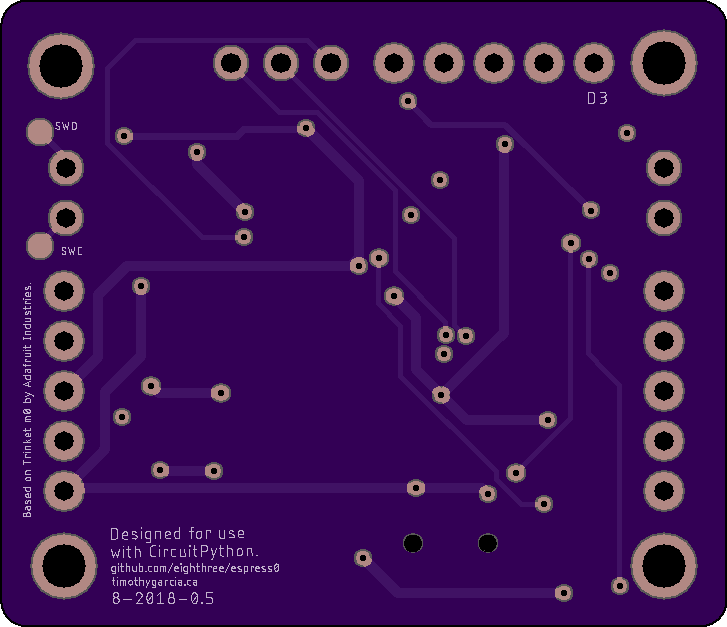 D3
SWD
SWC
Based on Trinket m0 by Adafruit Industries.
Designed for use
with CircuitPython.
github.com/eighthree/espress0
timothygarcia.ca
8-2018-0.5